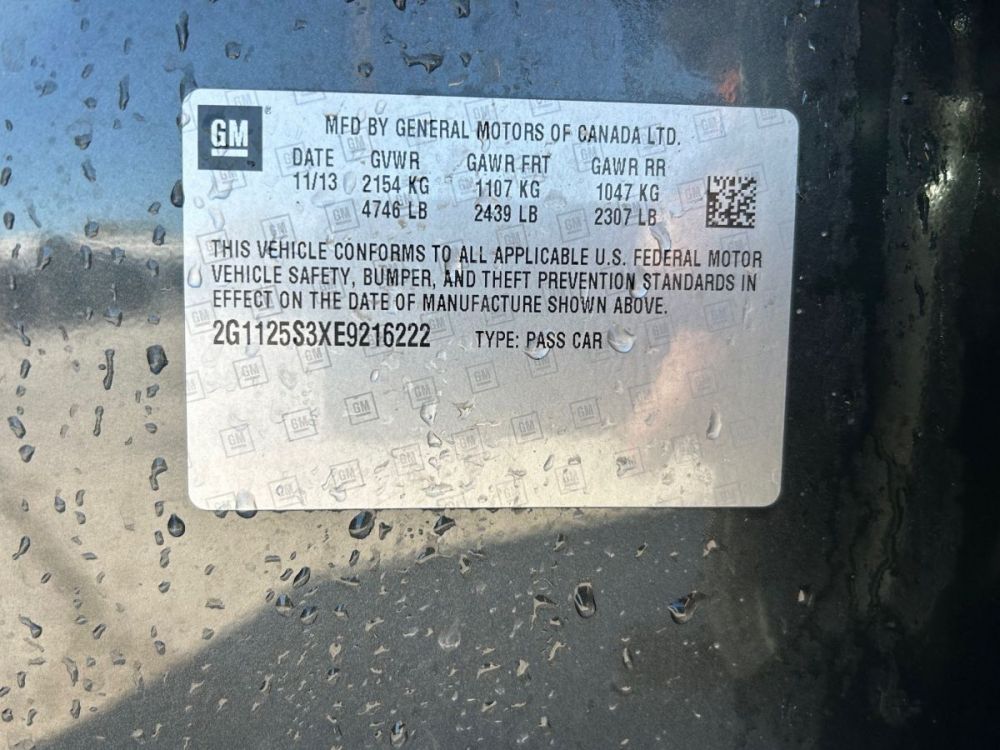 GM
MFD BY GENERAL MOTORS OF CANADA LTD.
DATE GVWR GAWR FRT GAWR RR
11/13 2154 KG 1107 KG 1047 KG
4746 LB 2439 LB 2307 LB
THIS VEHICLE CONFORMS TO ALL APPLICABLE U.S. FEDERAL MOTOR
VEHICLE SAFETY, BUMPER, AND THEFT PREVENTION STANDARDS IN
EFFECT ON THE DATE OF MANUFACTURE SHOWN ABOVE.
2G1125S3XE9216222 TYPE: PASS CAR